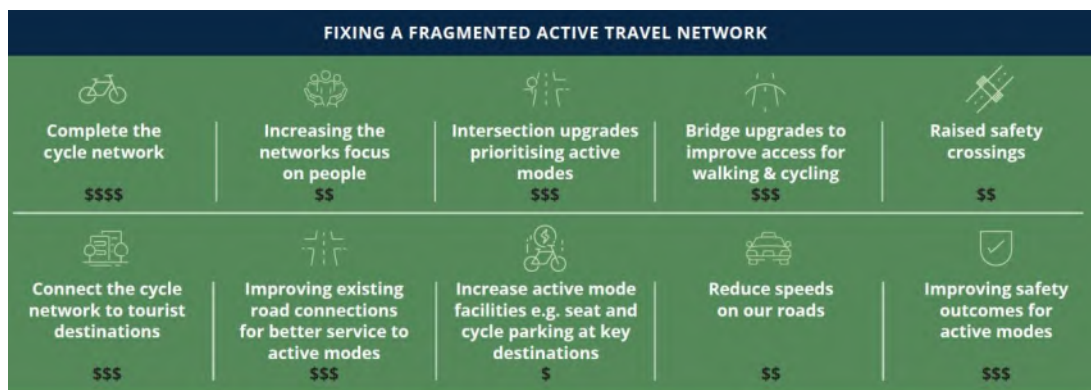 FIXING A FRAGMENTED ACTIVE TRAVEL NETWORK
Complete the
cycle network
$$$$
Increasing the
networks focus
on people
$$
Intersection upgrades
prioritising active
modes
$$$
Bridge upgrades to
improve access for
walking & cycling
$$$
Raised safety
crossings
$$
Connect the cycle
network to tourist
destinations
$$$
Improving existing
road connections
for better service to
active modes
$$$
$
Increase active mode
facilities e.g. seat and
cycle parking at key
destinations
$
Reduce speeds
on our roads
$$
Improving safety
outcomes for
active modes
$$$